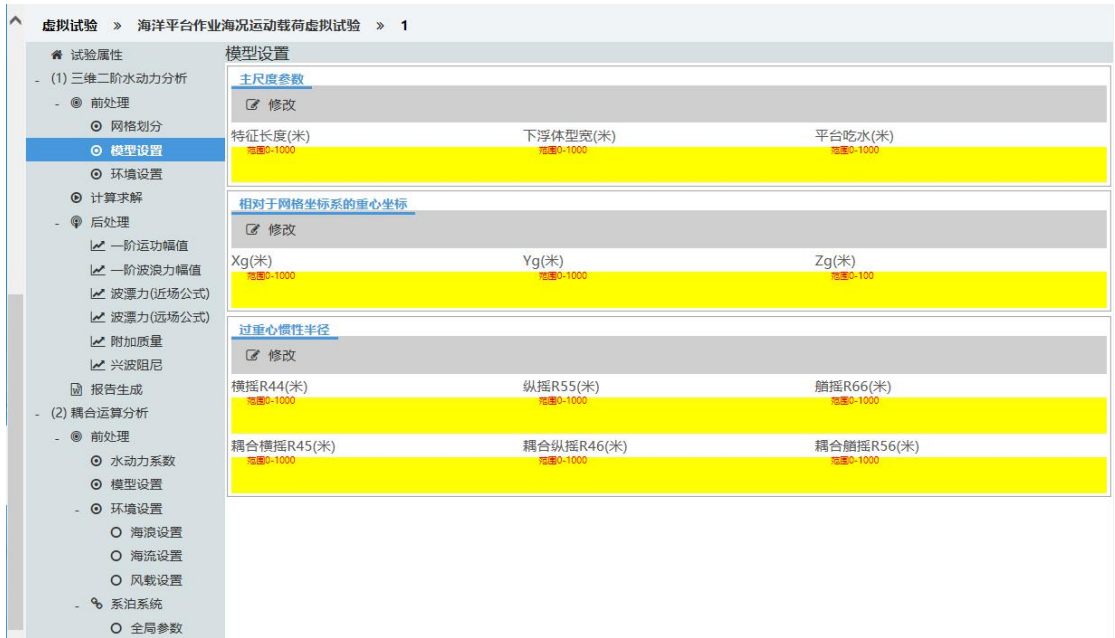 虚拟试验 » 海洋平台作业海况运动载荷虚拟试验 » 1
试验属性
- (1) 三维二阶水动力分析
- 前处理
网格划分
模型设置
环境设置
计算求解
- 后处理
一阶运功幅值
一阶波浪力幅值
波漂力(近场公式)
波漂力(远场公式)
附加质量
兴波阻尼
报告生成
- (2) 耦合运算分析
- 前处理
水动力系数
模型设置
- 环境设置
海浪设置
海流设置
风载设置
- 系泊系统
全局参数
模型设置
主尺度参数
修改
特征长度(米) 下浮体型宽(米) 平台吃水(米)
范围0-1000 范围0-1000 范围0-1000
相对于网格坐标系的重心坐标
修改
Xg(米) Yg(米) Zg(米)
范围0-1000 范围0-1000 范围0-100
过重心惯性半径
修改
横摇R44(米) 纵摇R55(米) 艏摇R66(米)
范围0-1000 范围0-1000 范围0-1000
耦合横摇R45(米) 耦合纵摇R46(米) 耦合艏摇R56(米)
范围0-1000 范围0-1000 范围0-1000